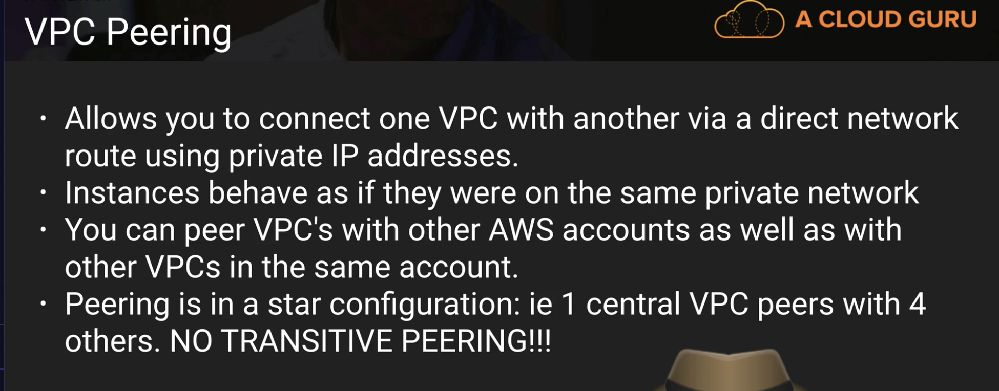 VPC Peering
A CLOUD GURU
• Allows you to connect one VPC with another via a direct network
route using private IP addresses.
• Instances behave as if they were on the same private network
• You can peer VPC's with other AWS accounts as well as with
other VPCs in the same account.
• Peering is in a star configuration: ie 1 central VPC peers with 4
others. NO TRANSITIVE PEERING!!!